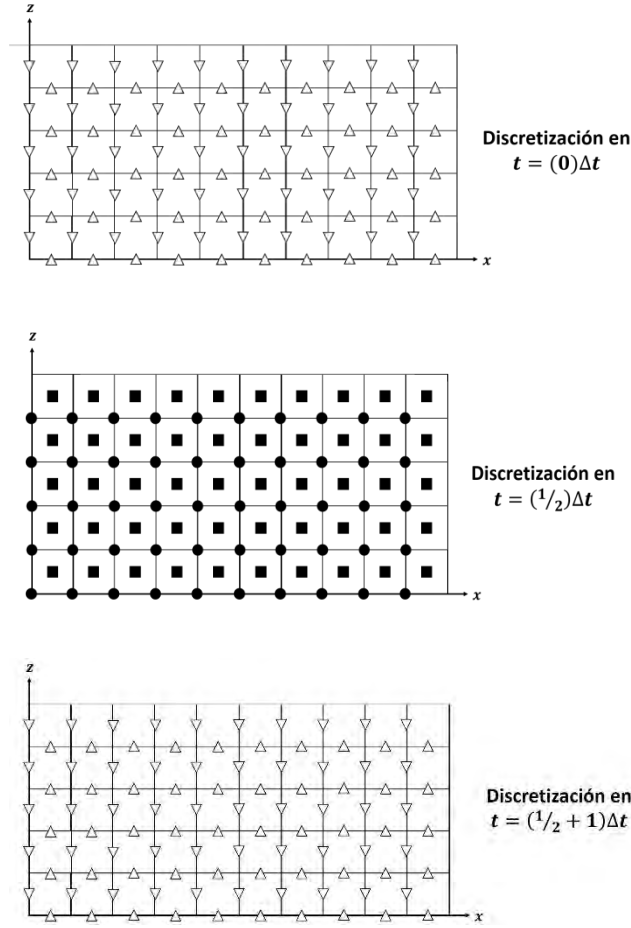 z
Discretización en
t = (0)Δt
x
z
Discretización en
t = (¹/₂)Δt
x
z
Discretización en
t = (¹/₂ + 1)Δt
x